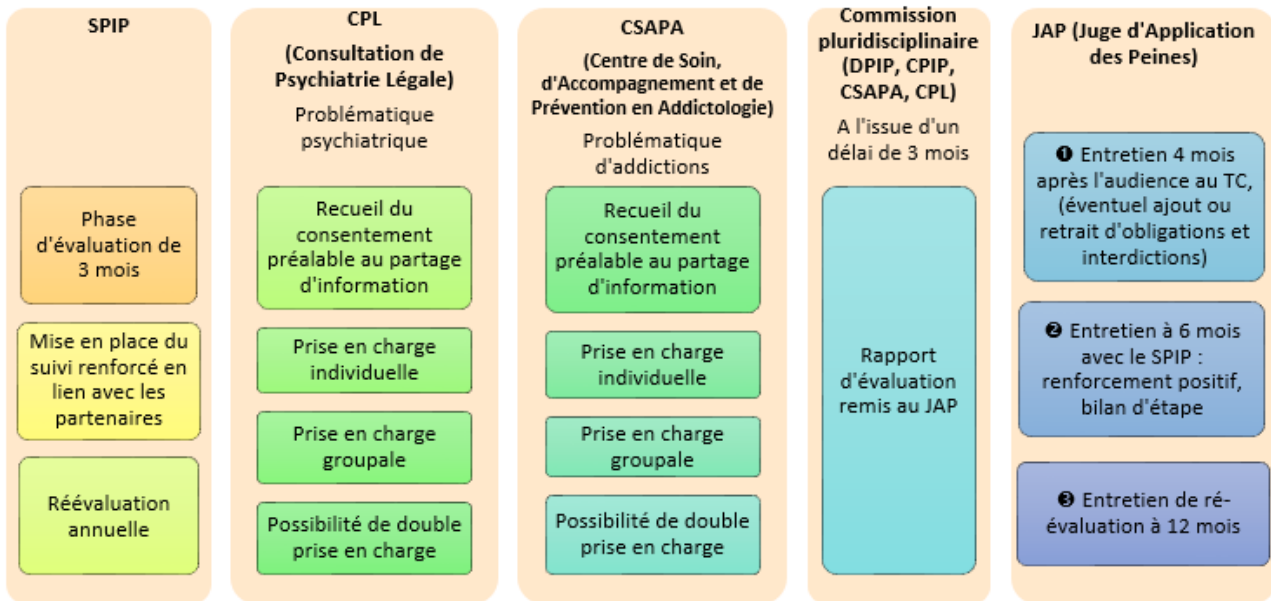 SPIP
Phase
d'évaluation de
3 mois
Mise en place du
suivi renforcé en
lien avec les
partenaires
Réévaluation
annuelle
CPL
(Consultation de
Psychiatrie Légale)
Problématique
psychiatrique
Recueil du
consentement
préalable au partage
d'information
Prise en charge
individuelle
Prise en charge
groupale
Possibilité de double
prise en charge
CSAPA
(Centre de Soin,
d'Accompagnement et de
Prévention en Addictologie)
Problématique
d'addictions
Recueil du
consentement
préalable au partage
d'information
Prise en charge
individuelle
Prise en charge
groupale
Possibilité de double
prise en charge
Commission
pluridisciplinaire
(DPIP, CPIP,
CSAPA, CPL)
A l'issue d'un
délai de 3 mois
Rapport
d'évaluation
remis au JAP
JAP (Juge d'Application
des Peines)
❶ Entretien 4 mois
après l'audience au TC,
(éventuel ajout ou
retrait d'obligations et
interdictions)
❷ Entretien à 6 mois
avec le SPIP :
renforcement positif,
bilan d'étape
❸ Entretien de ré-
évaluation à 12 mois